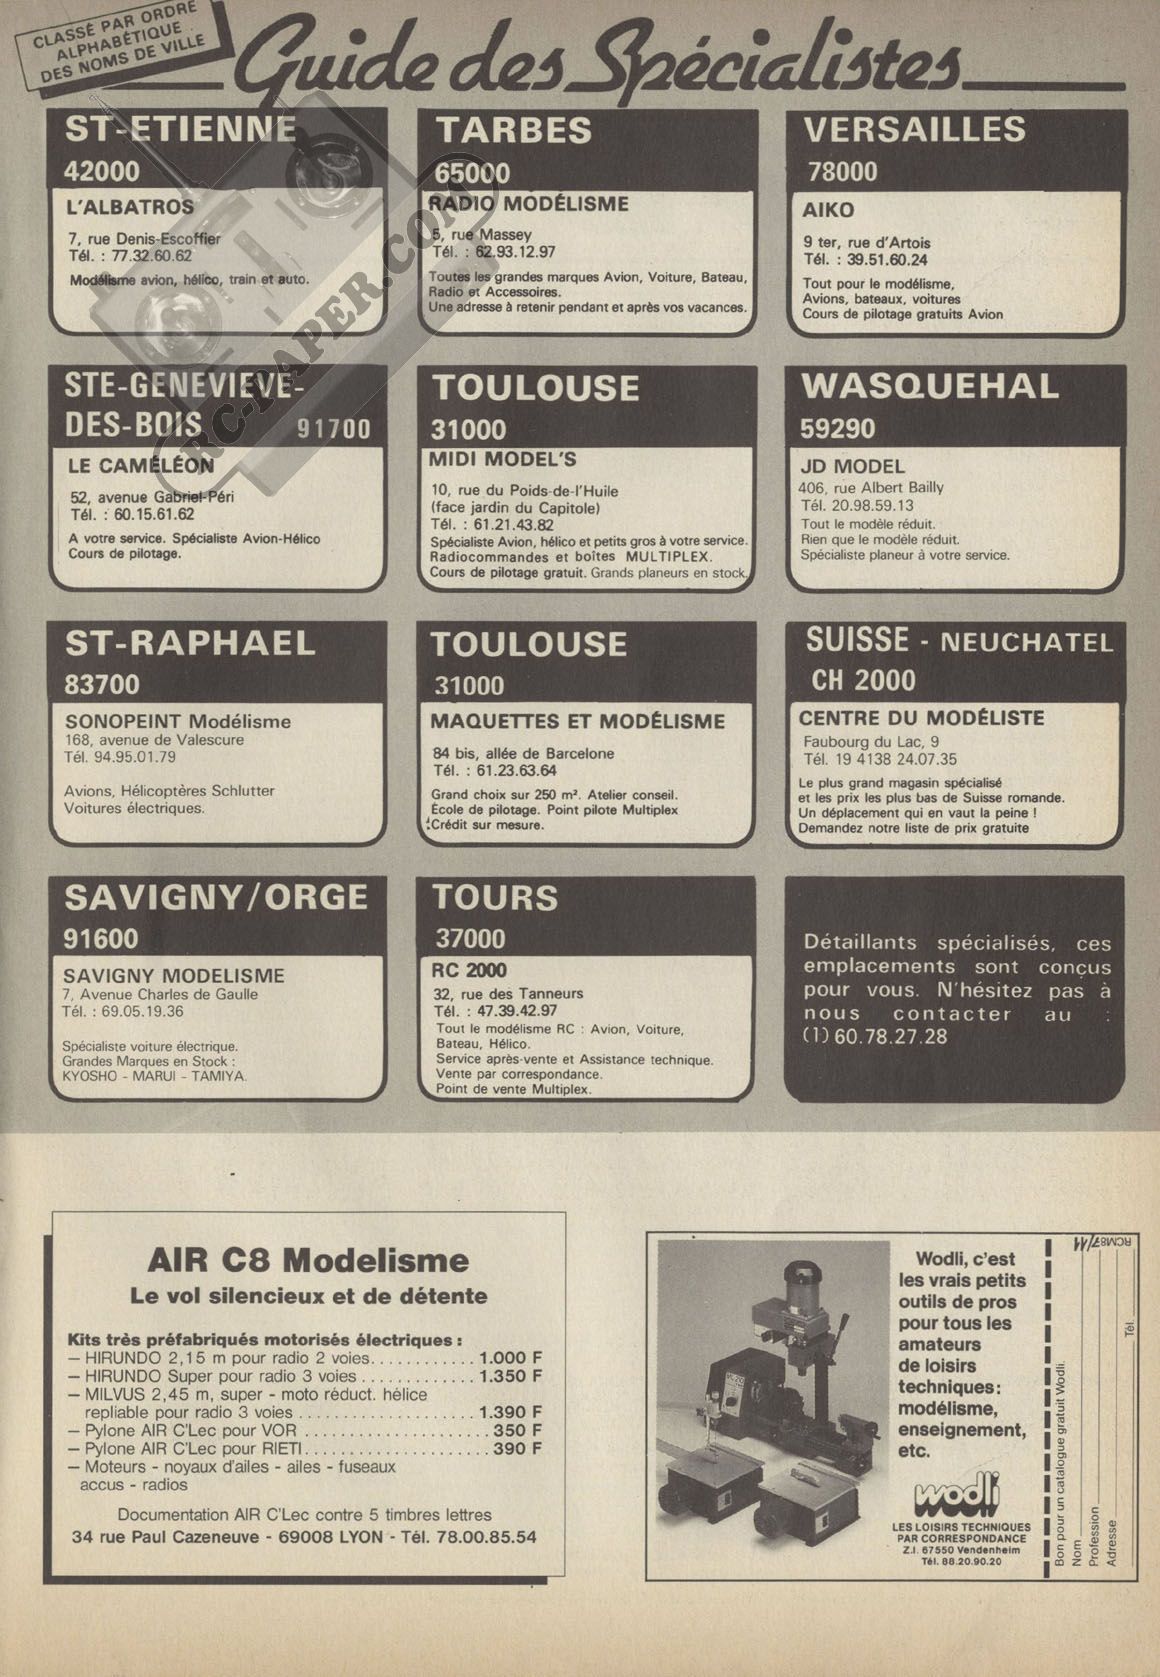 CLASSÉ PAR ORDRE
ALPHABÉTIQUE
DES NOMS DE VILLE
Guide des Spécialistes
ST-ETIENNE
42000
L'ALBATROS
7, rue Denis-Escoffier
Tél. : 77.32.60.62
Modélisme avion, hélico, train et auto.
STE-GENEVIEVE-
DES-BOIS 91700
LE CAMÉLÉON
52, avenue Gabriel-Péri
Tél. : 60.15.61.62
A votre service. Spécialiste Avion-Hélico
Cours de pilotage.
ST-RAPHAEL
83700
SONOPEINT Modélisme
168, avenue de Valescure
Tél. 94.95.01.79
Avions, Hélicoptères Schlutter
Voitures électriques.
SAVIGNY/ORGE
91600
SAVIGNY MODELISME
7, Avenue Charles de Gaulle
Tél. : 69.05.19.36
Spécialiste voiture électrique.
Grandes Marques en Stock :
KYOSHO - MARUI - TAMIYA.
TARBES
65000
RADIO MODÉLISME
5, rue Massey
Tél. : 62.93.12.97
Toutes les grandes marques Avion, Voiture, Bateau,
Radio et Accessoires.
Une adresse à retenir pendant et après vos vacances.
TOULOUSE
31000
MIDI MODEL'S
10, rue du Poids-de-l'Huile
(face jardin du Capitole)
Tél. : 61.21.43.82
Spécialiste Avion, hélico et petits gros à votre service.
Radiocommandes et boîtes MULTIPLEX.
Cours de pilotage gratuit. Grands planeurs en stock.
TOULOUSE
31000
MAQUETTES ET MODÉLISME
84 bis, allée de Barcelone
Tél. : 61.23.63.64
Grand choix sur 250 m². Atelier conseil.
École de pilotage. Point pilote Multiplex
Crédit sur mesure.
TOURS
37000
RC 2000
32, rue des Tanneurs
Tél. : 47.39.42.97
Tout le modélisme RC : Avion, Voiture,
Bateau, Hélico.
Service après-vente et Assistance technique.
Vente par correspondance.
Point de vente Multiplex.
VERSAILLES
78000
AIKO
9 ter, rue d'Artois
Tél. : 39.51.60.24
Tout pour le modélisme,
Avions, bateaux, voitures
Cours de pilotage gratuits Avion
WASQUEHAL
59290
JD MODEL
406, rue Albert Bailly
Tél. 20.98.59.13
Tout le modèle réduit.
Rien que le modèle réduit.
Spécialiste planeur à votre service.
SUISSE - NEUCHATEL
CH 2000
CENTRE DU MODÉLISTE
Faubourg du Lac, 9
Tél. 19 4138 24.07.35
Le plus grand magasin spécialisé
et les prix les plus bas de Suisse romande.
Un déplacement qui en vaut la peine !
Demandez notre liste de prix gratuite
Détaillants spécialisés, ces
emplacements sont conçus
pour vous. N'hésitez pas à
nous contacter au :
(1) 60.78.27.28
RC-PAPER.COM
AIR C8 Modelisme
Le vol silencieux et de détente
Kits très préfabriqués motorisés électriques :
– HIRUNDO 2,15 m pour radio 2 voies............ 1.000 F
– HIRUNDO Super pour radio 3 voies............. 1.350 F
– MILVUS 2,45 m, super - moto réduct. hélice
repliable pour radio 3 voies .................... 1.390 F
– Pylone AIR C'Lec pour VOR ...................... 350 F
– Pylone AIR C'Lec pour RIETI..................... 390 F
– Moteurs - noyaux d'ailes - ailes - fuseaux
accus - radios
Documentation AIR C'Lec contre 5 timbres lettres
34 rue Paul Cazeneuve - 69008 LYON - Tél. 78.00.85.54
Wodli, c'est
les vrais petits
outils de pros
pour tous les
amateurs
de loisirs
techniques:
modélisme,
enseignement,
etc.
wodli
LES LOISIRS TECHNIQUES
PAR CORRESPONDANCE
Z.I. 67550 Vendenheim
Tél. 88.20.90.20
RCM87/11
Bon pour un catalogue gratuit Wodli.
Nom
Profession
Adresse
Tél.